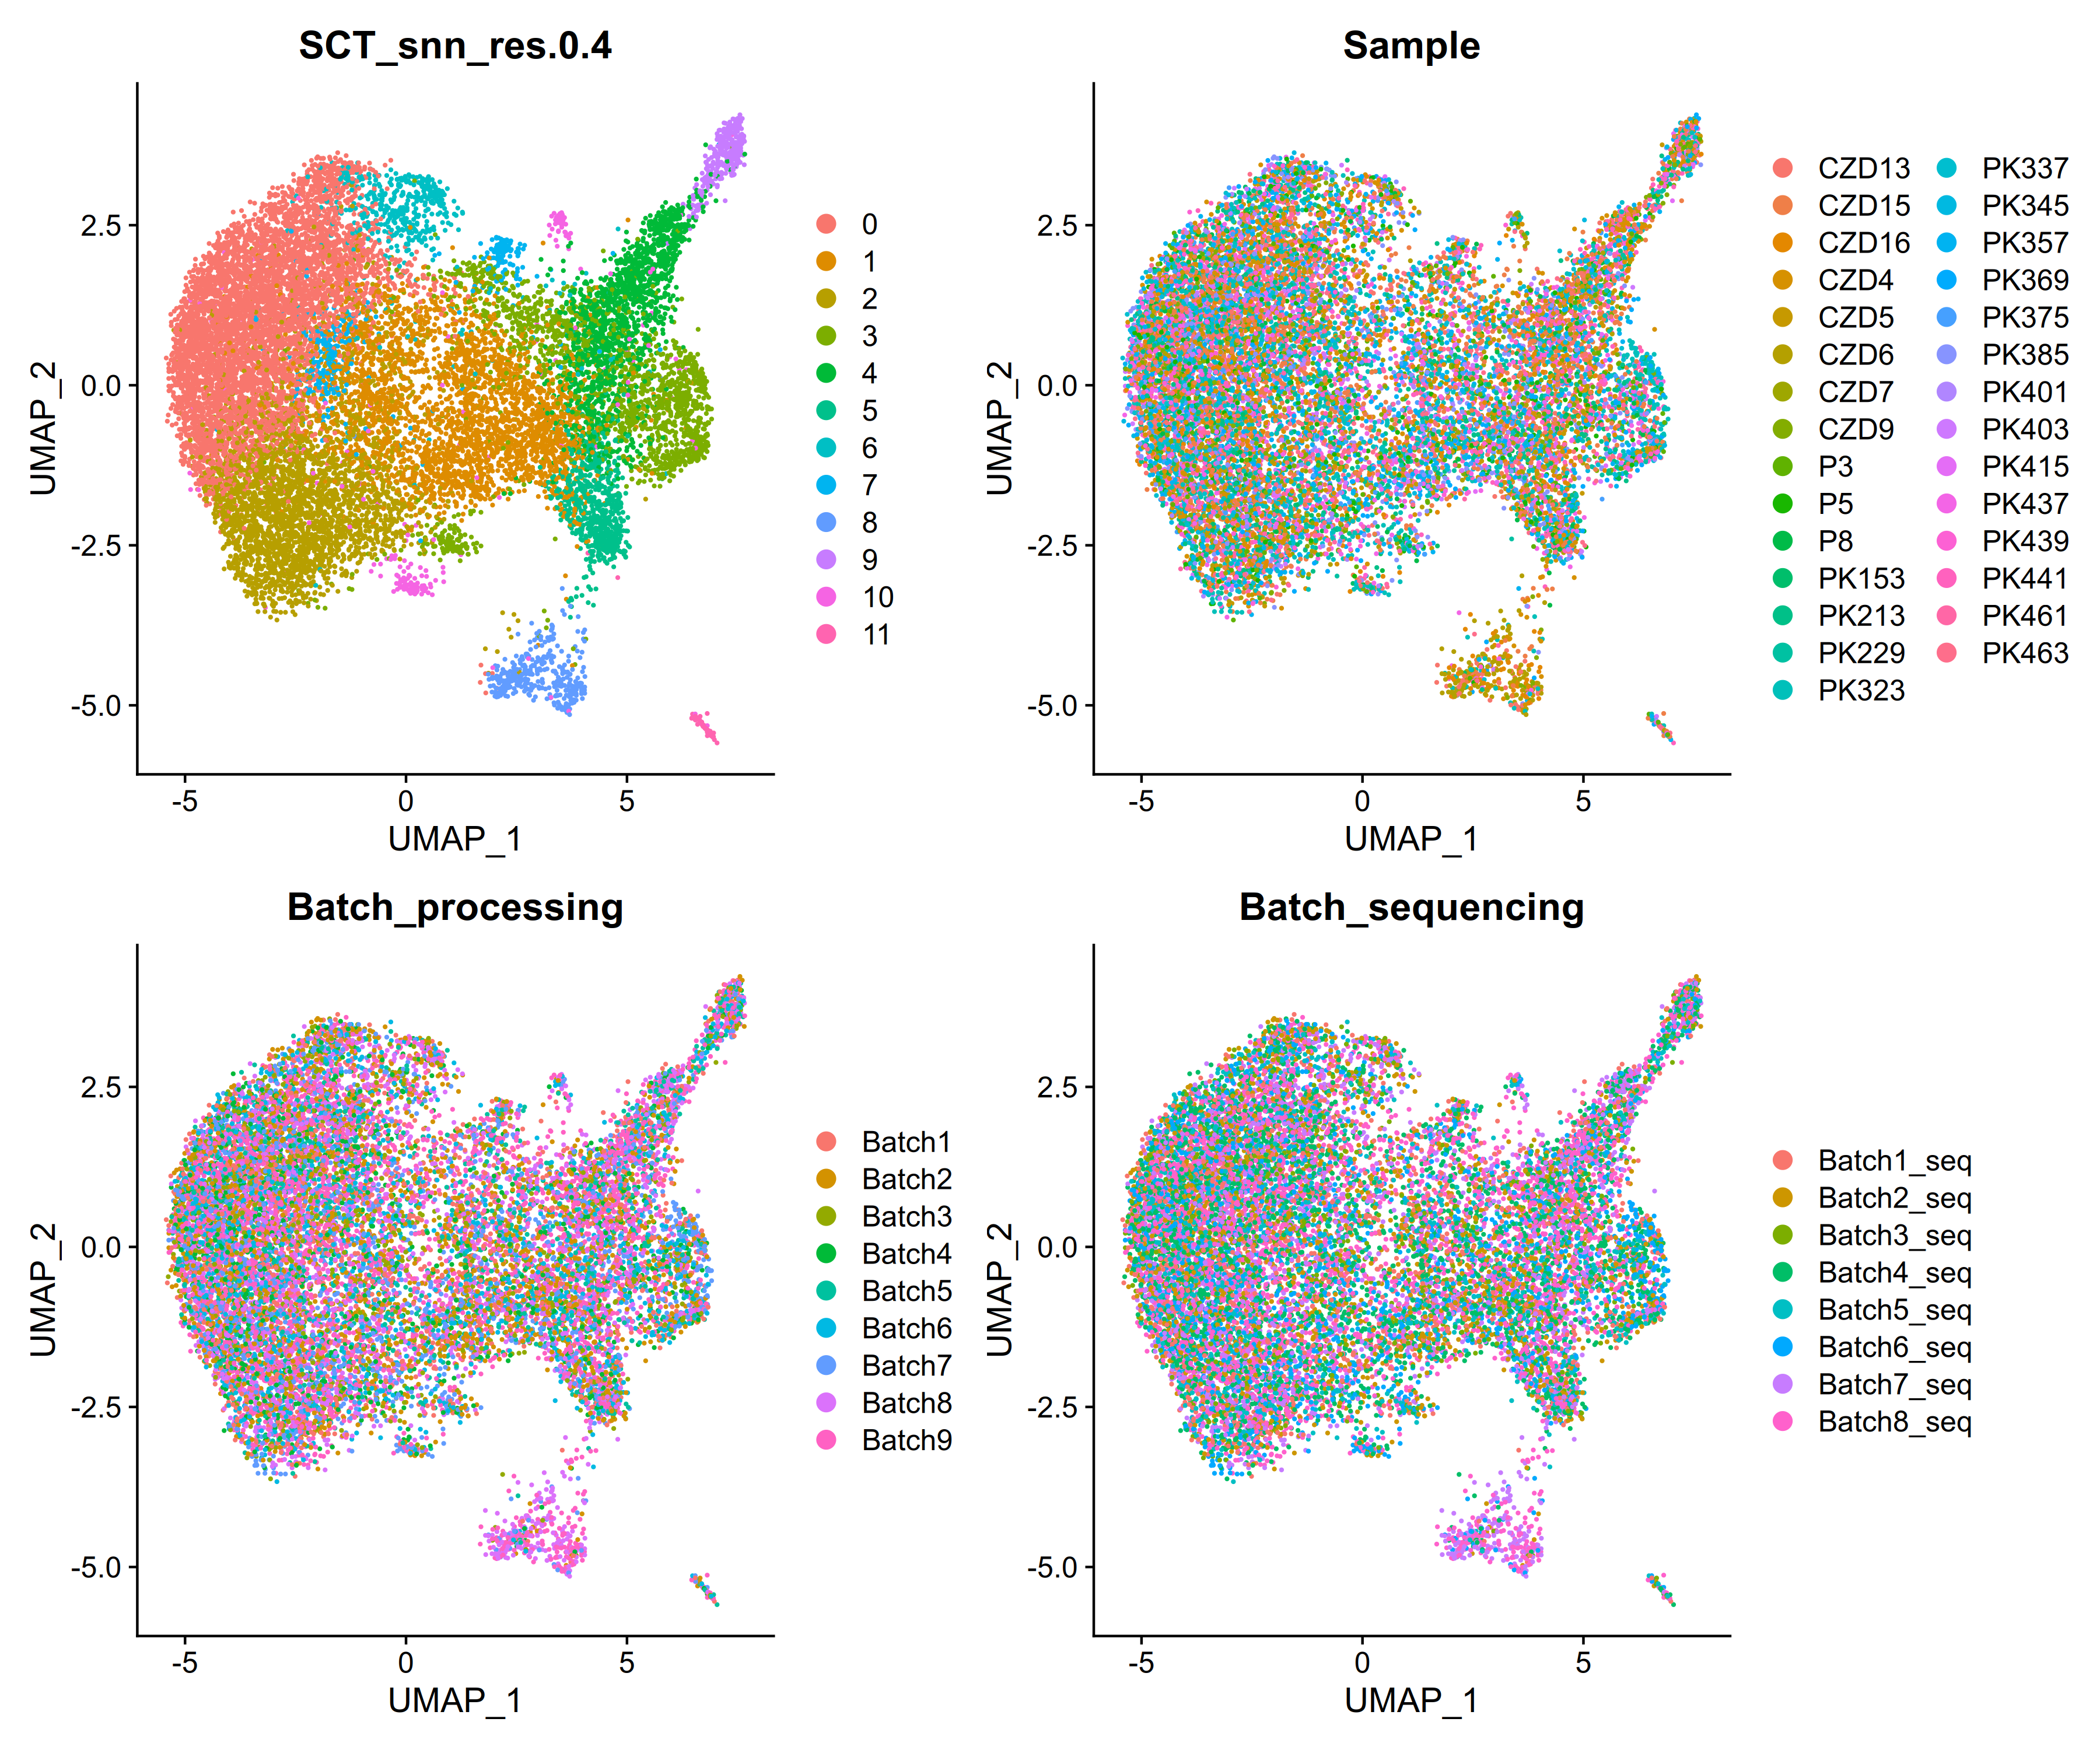 SCT_snn_res.0.4
UMAP_2
2.5
0.0
-2.5
-5.0
-5
0
5
UMAP_1
0
1
2
3
4
5
6
7
8
9
10
11
Sample
UMAP_2
2.5
0.0
-2.5
-5.0
-5
0
5
UMAP_1
CZD13
CZD15
CZD16
CZD4
CZD5
CZD6
CZD7
CZD9
P3
P5
P8
PK153
PK213
PK229
PK323
PK337
PK345
PK357
PK369
PK375
PK385
PK401
PK403
PK415
PK437
PK439
PK441
PK461
PK463
Batch_processing
UMAP_2
2.5
0.0
-2.5
-5.0
-5
0
5
UMAP_1
Batch1
Batch2
Batch3
Batch4
Batch5
Batch6
Batch7
Batch8
Batch9
Batch_sequencing
UMAP_2
2.5
0.0
-2.5
-5.0
-5
0
5
UMAP_1
Batch1_seq
Batch2_seq
Batch3_seq
Batch4_seq
Batch5_seq
Batch6_seq
Batch7_seq
Batch8_seq